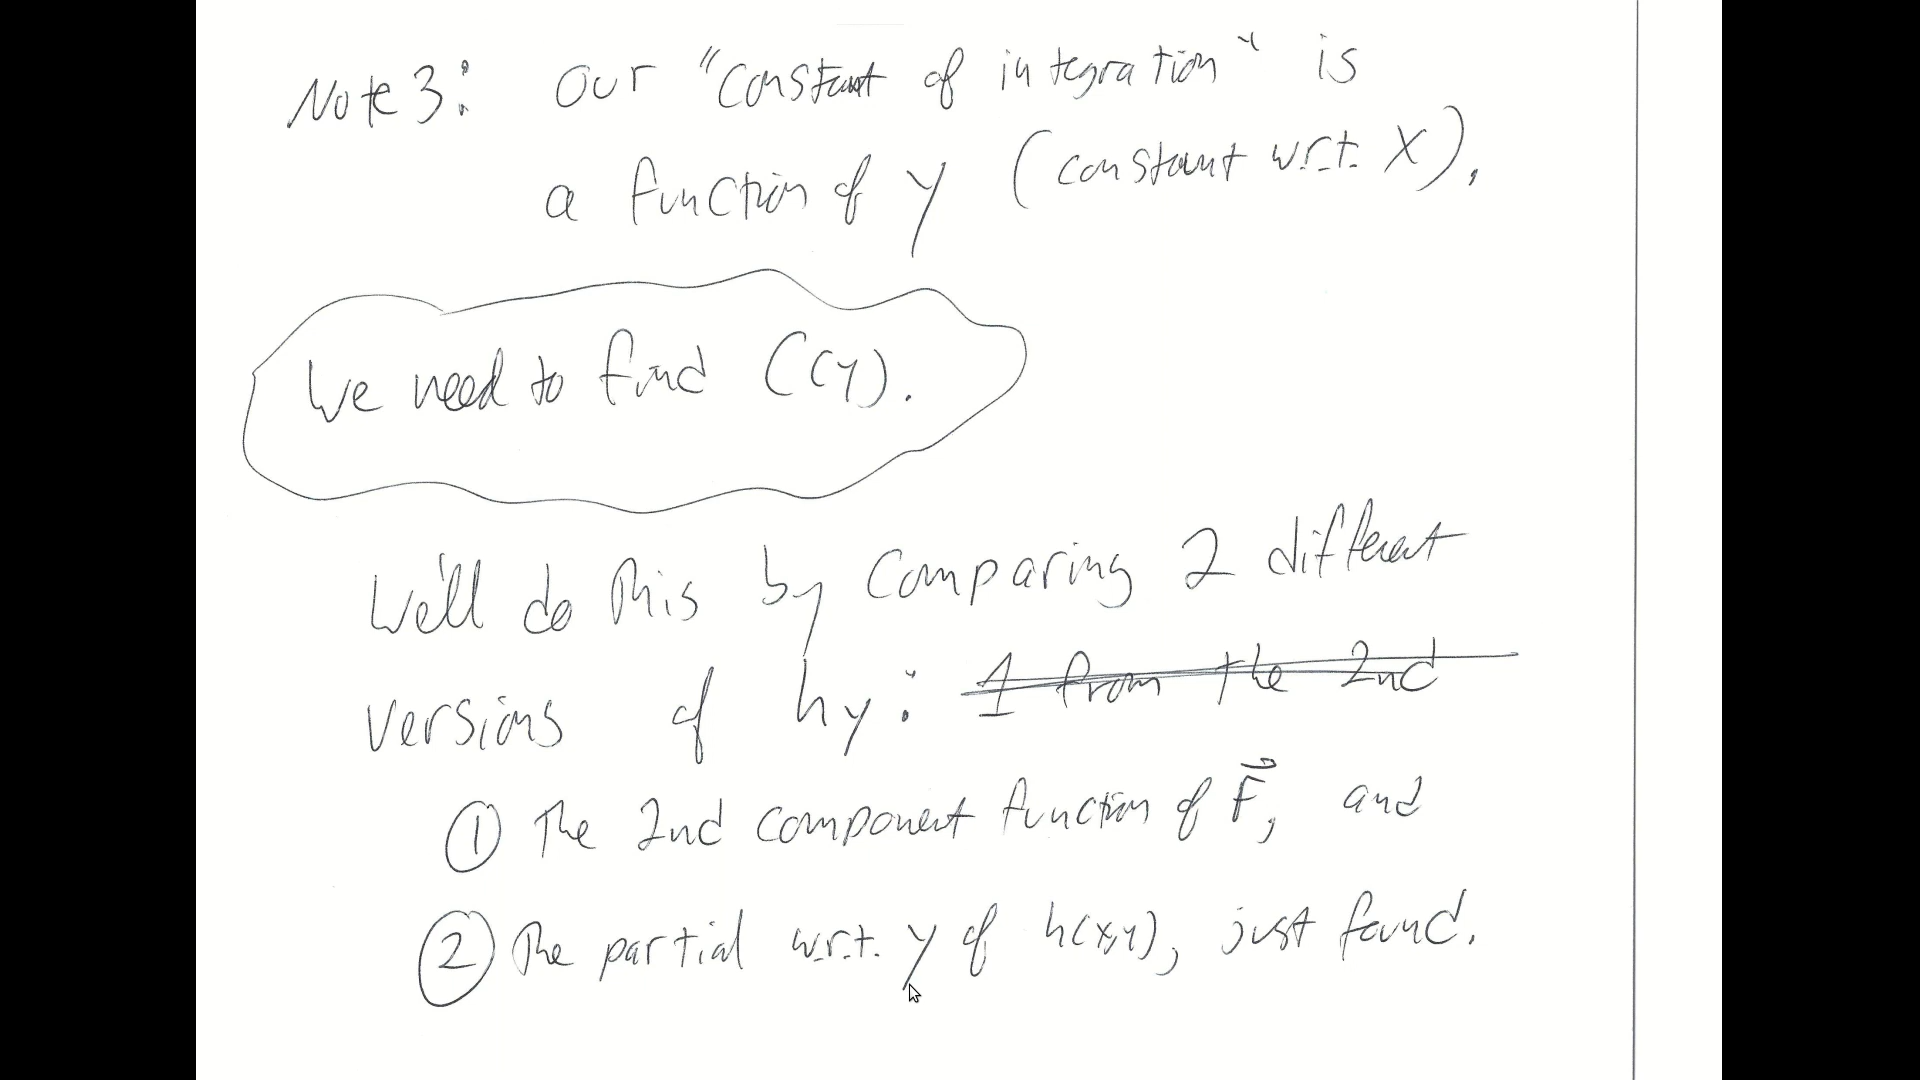 Note 3: our "constant of integration" is
a function of y (constant w.r.t. x).
We need to find C(y).
We'll do this by comparing 2 different
versions of hy: 1 from the 2nd
① The 2nd component function of F⃗, and
② The partial w.r.t. y of h(x,y), just found.